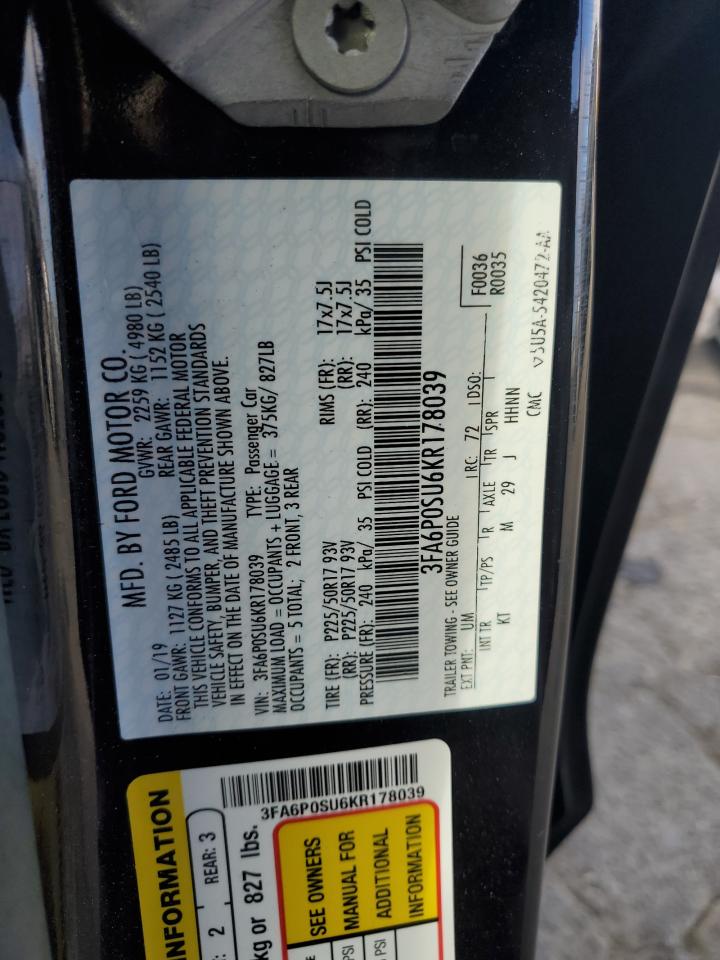 MFD. BY FORD MOTOR CO.
DATE: 01/19 GVWR: 2259 KG ( 4980 LB)
FRONT GAWR: 1127 KG ( 2485 LB) REAR GAWR: 1152 KG ( 2540 LB)
THIS VEHICLE CONFORMS TO ALL APPLICABLE FEDERAL MOTOR
VEHICLE SAFETY, BUMPER, AND THEFT PREVENTION STANDARDS
IN EFFECT ON THE DATE OF MANUFACTURE SHOWN ABOVE.
VIN: 3FA6P0SU6KR178039 TYPE: Passenger Car
MAXIMUM LOAD = OCCUPANTS + LUGGAGE = 375KG/ 827LB
OCCUPANTS = 5 TOTAL; 2 FRONT, 3 REAR
TIRE (FR): P225/50R17 93V RIMS (FR): 17x7.5J
(RR): P225/50R17 93V (RR): 17x7.5J
PRESSURE (FR): 240 kPa/ 35 PSI COLD (RR): 240 kPa/ 35 PSI COLD
3FA6P0SU6KR178039
TRAILER TOWING - SEE OWNER GUIDE F0036
EXT PNT: UM RC: 72 DSO: R0035
INT TR TP/PS R AXLE TR SPR
KT M 29 J HHNN
CMC
INFORMATION
2 REAR: 3
kg or 827 lbs.
3FA6P0SU6KR178039
SEE OWNERS
MANUAL FOR
ADDITIONAL
INFORMATION
PSI
PSI